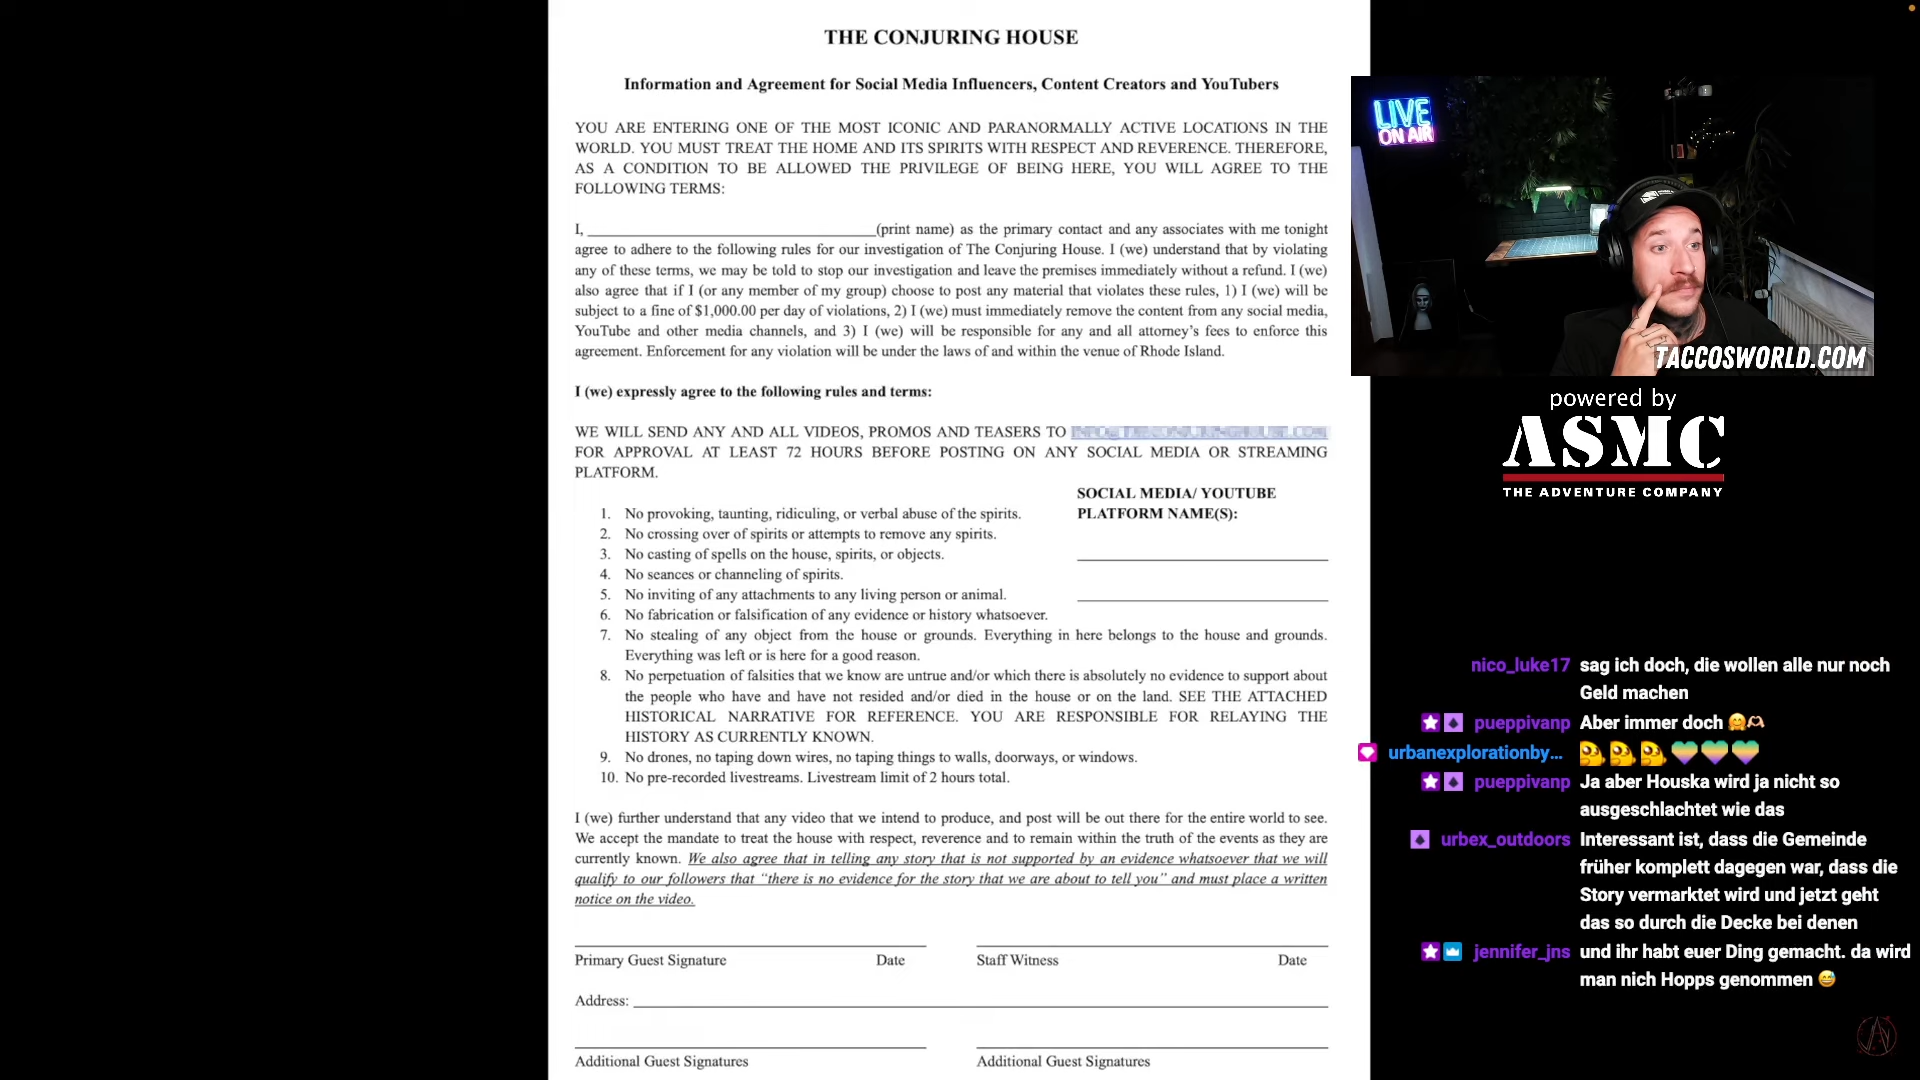 THE CONJURING HOUSE
Information and Agreement for Social Media Influencers, Content Creators and YouTubers
YOU ARE ENTERING ONE OF THE MOST ICONIC AND PARANORMALLY ACTIVE LOCATIONS IN THE
WORLD. YOU MUST TREAT THE HOME AND ITS SPIRITS WITH RESPECT AND REVERENCE. THEREFORE,
AS A CONDITION TO BE ALLOWED THE PRIVILEGE OF BEING HERE, YOU WILL AGREE TO THE
FOLLOWING TERMS:
I, ______________________(print name) as the primary contact and any associates with me tonight
agree to adhere to the following rules for our investigation of The Conjuring House. I (we) understand that by violating
any of these terms, we may be told to stop our investigation and leave the premises immediately without a refund. I (we)
also agree that if I (or any member of my group) choose to post any material that violates these rules, 1) I (we) will be
subject to a fine of $1,000.00 per day of violations, 2) I (we) must immediately remove the content from any social media,
YouTube and other media channels, and 3) I (we) will be responsible for any and all attorney's fees to enforce this
agreement. Enforcement for any violation will be under the laws of and within the venue of Rhode Island.
I (we) expressly agree to the following rules and terms:
WE WILL SEND ANY AND ALL VIDEOS, PROMOS AND TEASERS TO
FOR APPROVAL AT LEAST 72 HOURS BEFORE POSTING ON ANY SOCIAL MEDIA OR STREAMING
PLATFORM.
SOCIAL MEDIA/ YOUTUBE
PLATFORM NAME(S):
1. No provoking, taunting, ridiculing, or verbal abuse of the spirits.
2. No crossing over of spirits or attempts to remove any spirits.
3. No casting of spells on the house, spirits, or objects.
4. No seances or channeling of spirits.
5. No inviting of any attachments to any living person or animal.
6. No fabrication or falsification of any evidence or history whatsoever.
7. No stealing of any object from the house or grounds. Everything in here belongs to the house and grounds.
Everything was left or is here for a good reason.
8. No perpetuation of falsities that we know are untrue and/or which there is absolutely no evidence to support about
the people who have and have not resided and/or died in the house or on the land. SEE THE ATTACHED
HISTORICAL NARRATIVE FOR REFERENCE. YOU ARE RESPONSIBLE FOR RELAYING THE
HISTORY AS CURRENTLY KNOWN.
9. No drones, no taping down wires, no taping things to walls, doorways, or windows.
10. No pre-recorded livestreams. Livestream limit of 2 hours total.
I (we) further understand that any video that we intend to produce, and post will be out there for the entire world to see.
We accept the mandate to treat the house with respect, reverence and to remain within the truth of the events as they are
currently known. We also agree that in telling any story that is not supported by an evidence whatsoever that we will
qualify to our followers that “there is no evidence for the story that we are about to tell you” and must place a written
notice on the video.
Primary Guest Signature Date
Staff Witness Date
Address:
Additional Guest Signatures
Additional Guest Signatures
LIVE
ON AIR
TACCOSWORLD.COM
powered by
ASMC
THE ADVENTURE COMPANY
nico_luke17 sag ich doch, die wollen alle nur noch
Geld machen
pueppivanp Aber immer doch 🤗🫶
urbanexplorationby...
pueppivanp Ja aber Houska wird ja nicht so
ausgeschlachtet wie das
urbex_outdoors Interessant ist, dass die Gemeinde
früher komplett dagegen war, dass die
Story vermarktet wird und jetzt geht
das so durch die Decke bei denen
jennifer_jns und ihr habt euer Ding gemacht. da wird
man nich Hopps genommen 😅